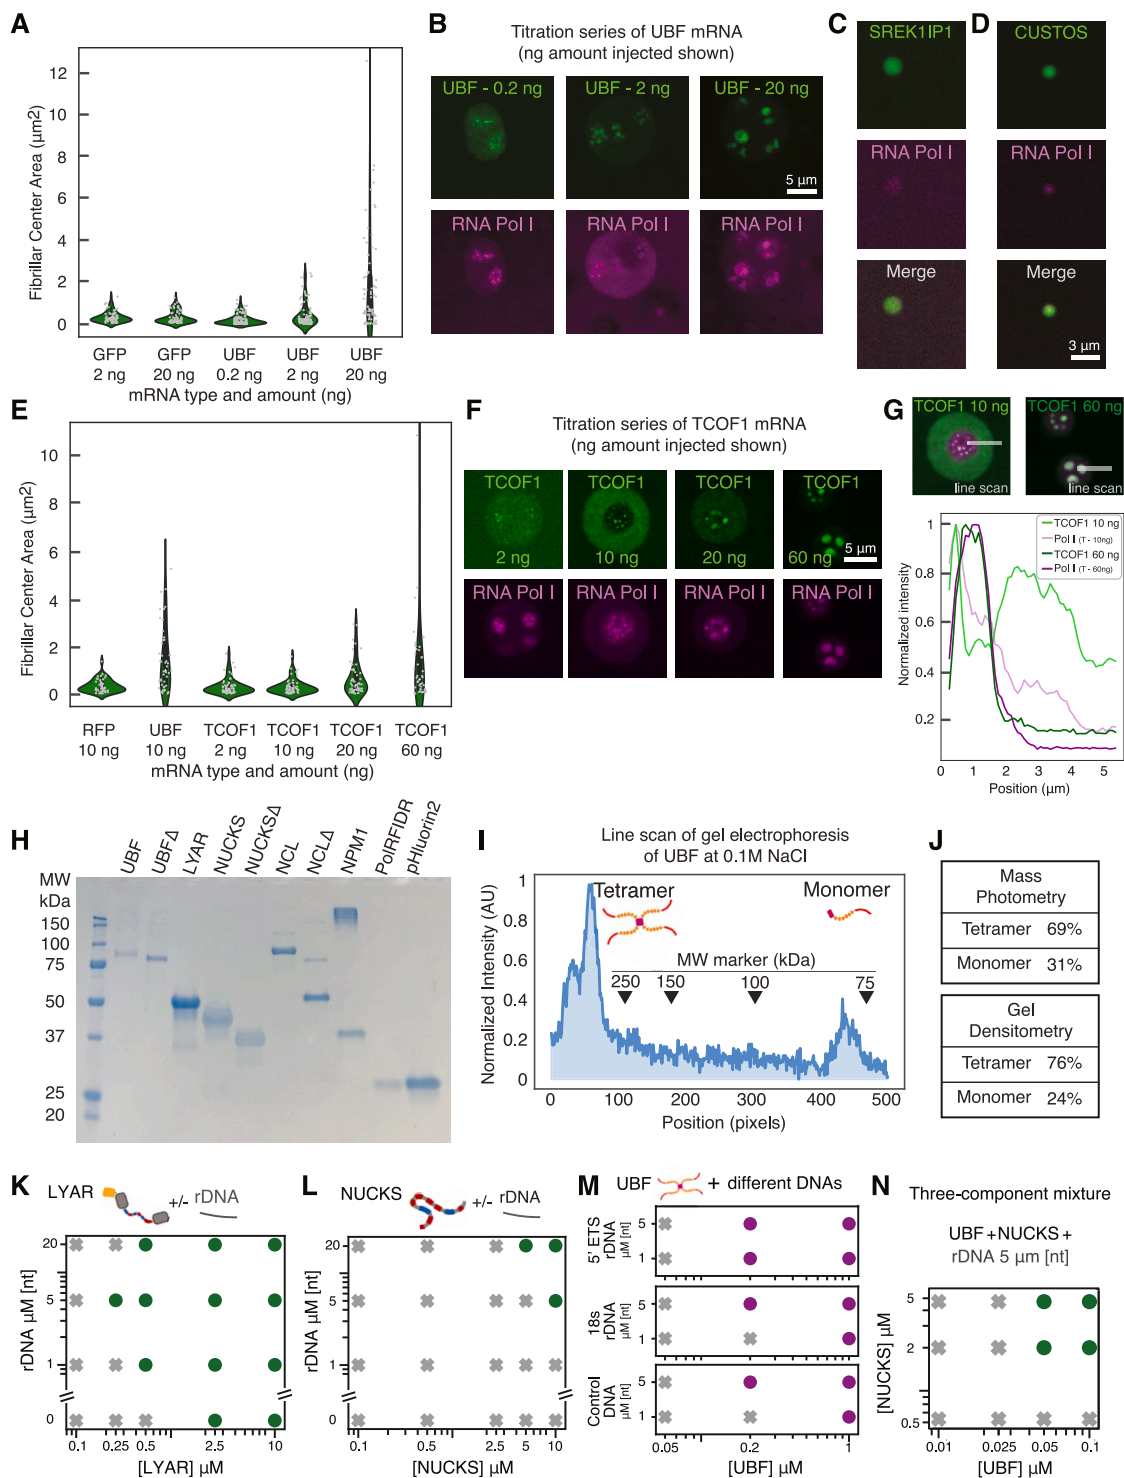 A
Fibrillar Center Area (µm2)
12
10
8
6
4
2
0
GFP GFP UBF UBF UBF
2 ng 20 ng 0.2 ng 2 ng 20 ng
mRNA type and amount (ng)
B
Titration series of UBF mRNA
(ng amount injected shown)
UBF - 0.2 ng UBF - 2 ng UBF - 20 ng
5 µm
RNA Pol I RNA Pol I RNA Pol I
C
SREK1IP1
RNA Pol I
Merge
D
CUSTOS
RNA Pol I
Merge
3 µm
E
Fibrillar Center Area (µm2)
10
8
6
4
2
0
RFP UBF TCOF1 TCOF1 TCOF1 TCOF1
10 ng 10 ng 2 ng 10 ng 20 ng 60 ng
mRNA type and amount (ng)
F
Titration series of TCOF1 mRNA
(ng amount injected shown)
TCOF1 TCOF1 TCOF1 TCOF1
2 ng 10 ng 20 ng 60 ng
5 µm
RNA Pol I RNA Pol I RNA Pol I RNA Pol I
G
TCOF1 10 ng TCOF1 60 ng
line scan line scan
Normalized intensity
1
0.8
0.6
0.4
0.2
TCOF1 10 ng
Pol I (T - 10ng)
TCOF1 60 ng
Pol I (T - 60ng)
0 1 2 3 4 5
Position (µm)
H
UBF UBFΔ LYAR NUCKS NUCKSΔ NCL NCLΔ NPM1 PolRFIDR pHluorin2
MW
kDa
150
100
75
50
37
25
20
I
Line scan of gel electrophoresis
of UBF at 0.1M NaCl
Normalized Intensity (AU)
1
0.8
0.6
0.4
0.2
0
Tetramer Monomer
MW marker (kDa)
250 150 100 75
0 100 200 300 400 500
Position (pixels)
J
Mass
Photometry
Tetramer 69%
Monomer 31%
Gel
Densitometry
Tetramer 76%
Monomer 24%
K
LYAR +/- rDNA
rDNA µM [nt]
20
5
1
0
0.1 0.25 0.5 1 2.5 10
[LYAR] µM
L
NUCKS +/- rDNA
rDNA µM [nt]
20
5
1
0
0.1 0.5 1 2.5 5 10
[NUCKS] µM
M
UBF + different DNAs
5' ETS
rDNA
µM [nt]
5
1
18s
rDNA
µM [nt]
5
1
Control
DNA
µM [nt]
5
1
0.05 0.2 1
[UBF] µM
N
Three-component mixture
UBF +NUCKS +
rDNA 5 µm [nt]
[NUCKS] µM
5
2
0.5
0.01 0.025 0.05 0.1
[UBF] µM